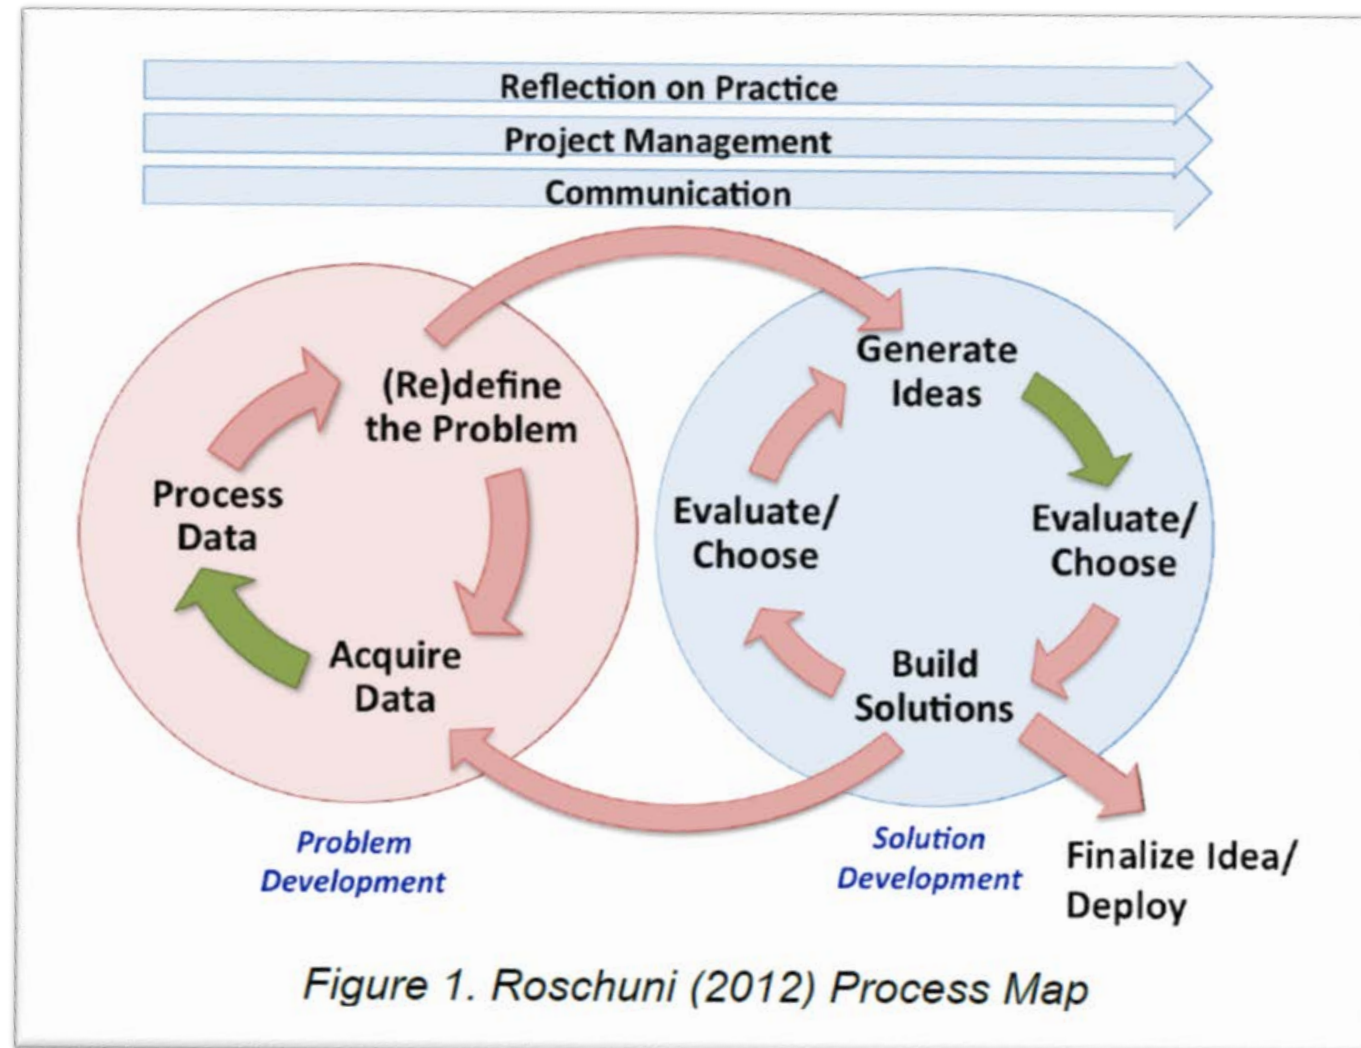 Reflection on Practice
Project Management
Communication
(Re)define
the Problem
Process
Data
Acquire
Data
Problem
Development
Generate
Ideas
Evaluate/
Choose
Evaluate/
Choose
Build
Solutions
Solution
Development
Finalize Idea/
Deploy
Figure 1. Roschuni (2012) Process Map